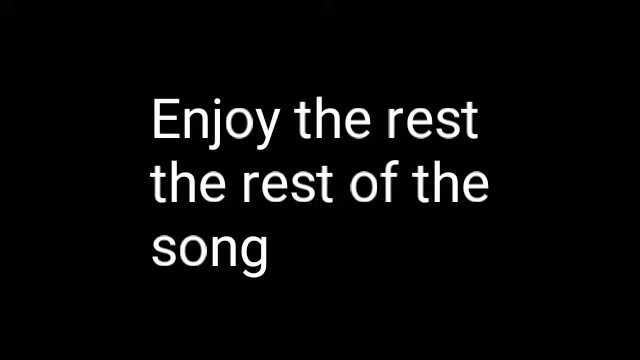 Enjoy the rest
the rest of the
song